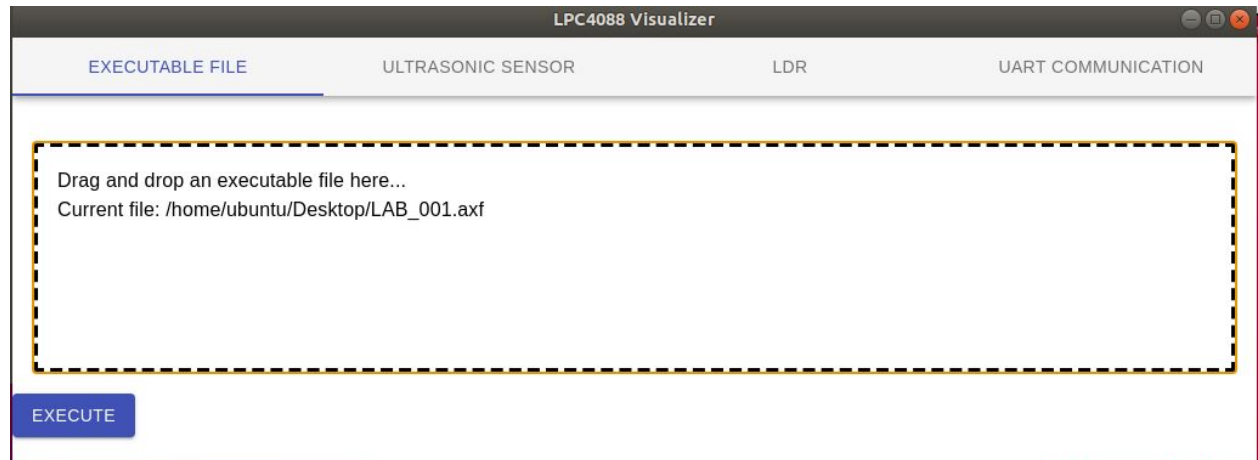 LPC4088 Visualizer
EXECUTABLE FILE ULTRASONIC SENSOR LDR UART COMMUNICATION
Drag and drop an executable file here...
Current file: /home/ubuntu/Desktop/LAB_001.axf
EXECUTE